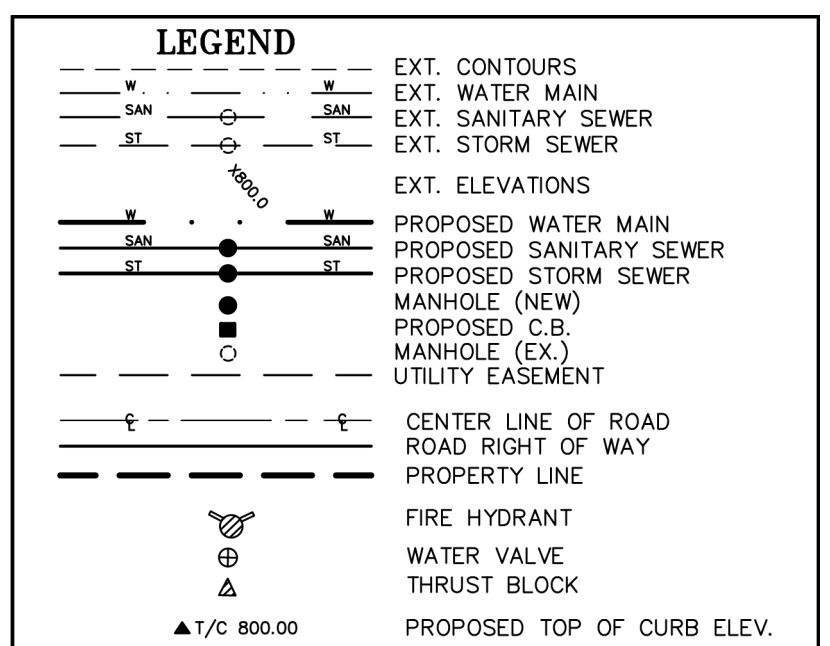 LEGEND
EXT. CONTOURS
W W EXT. WATER MAIN
SAN SAN EXT. SANITARY SEWER
ST ST EXT. STORM SEWER
X800.0 EXT. ELEVATIONS
W W PROPOSED WATER MAIN
SAN SAN PROPOSED SANITARY SEWER
ST ST PROPOSED STORM SEWER
MANHOLE (NEW)
PROPOSED C.B.
MANHOLE (EX.)
UTILITY EASEMENT
℄ ℄ CENTER LINE OF ROAD
ROAD RIGHT OF WAY
PROPERTY LINE
FIRE HYDRANT
WATER VALVE
THRUST BLOCK
T/C 800.00 PROPOSED TOP OF CURB ELEV.